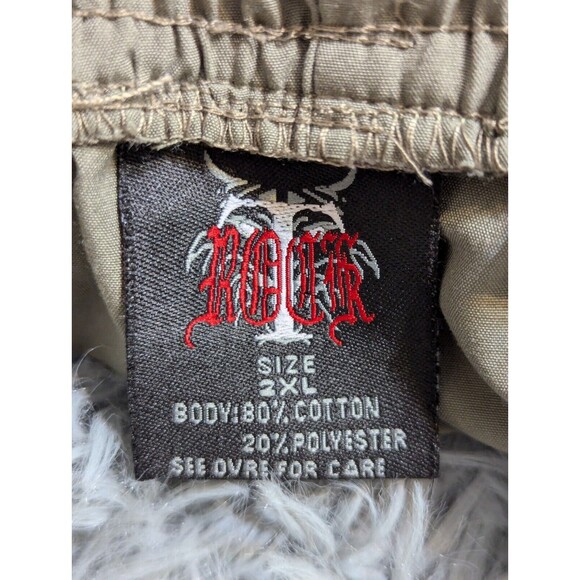 ROCK
SIZE
2XL
BODY:80% COTTON
20% POLYESTER
SEE OVRE FOR CARE